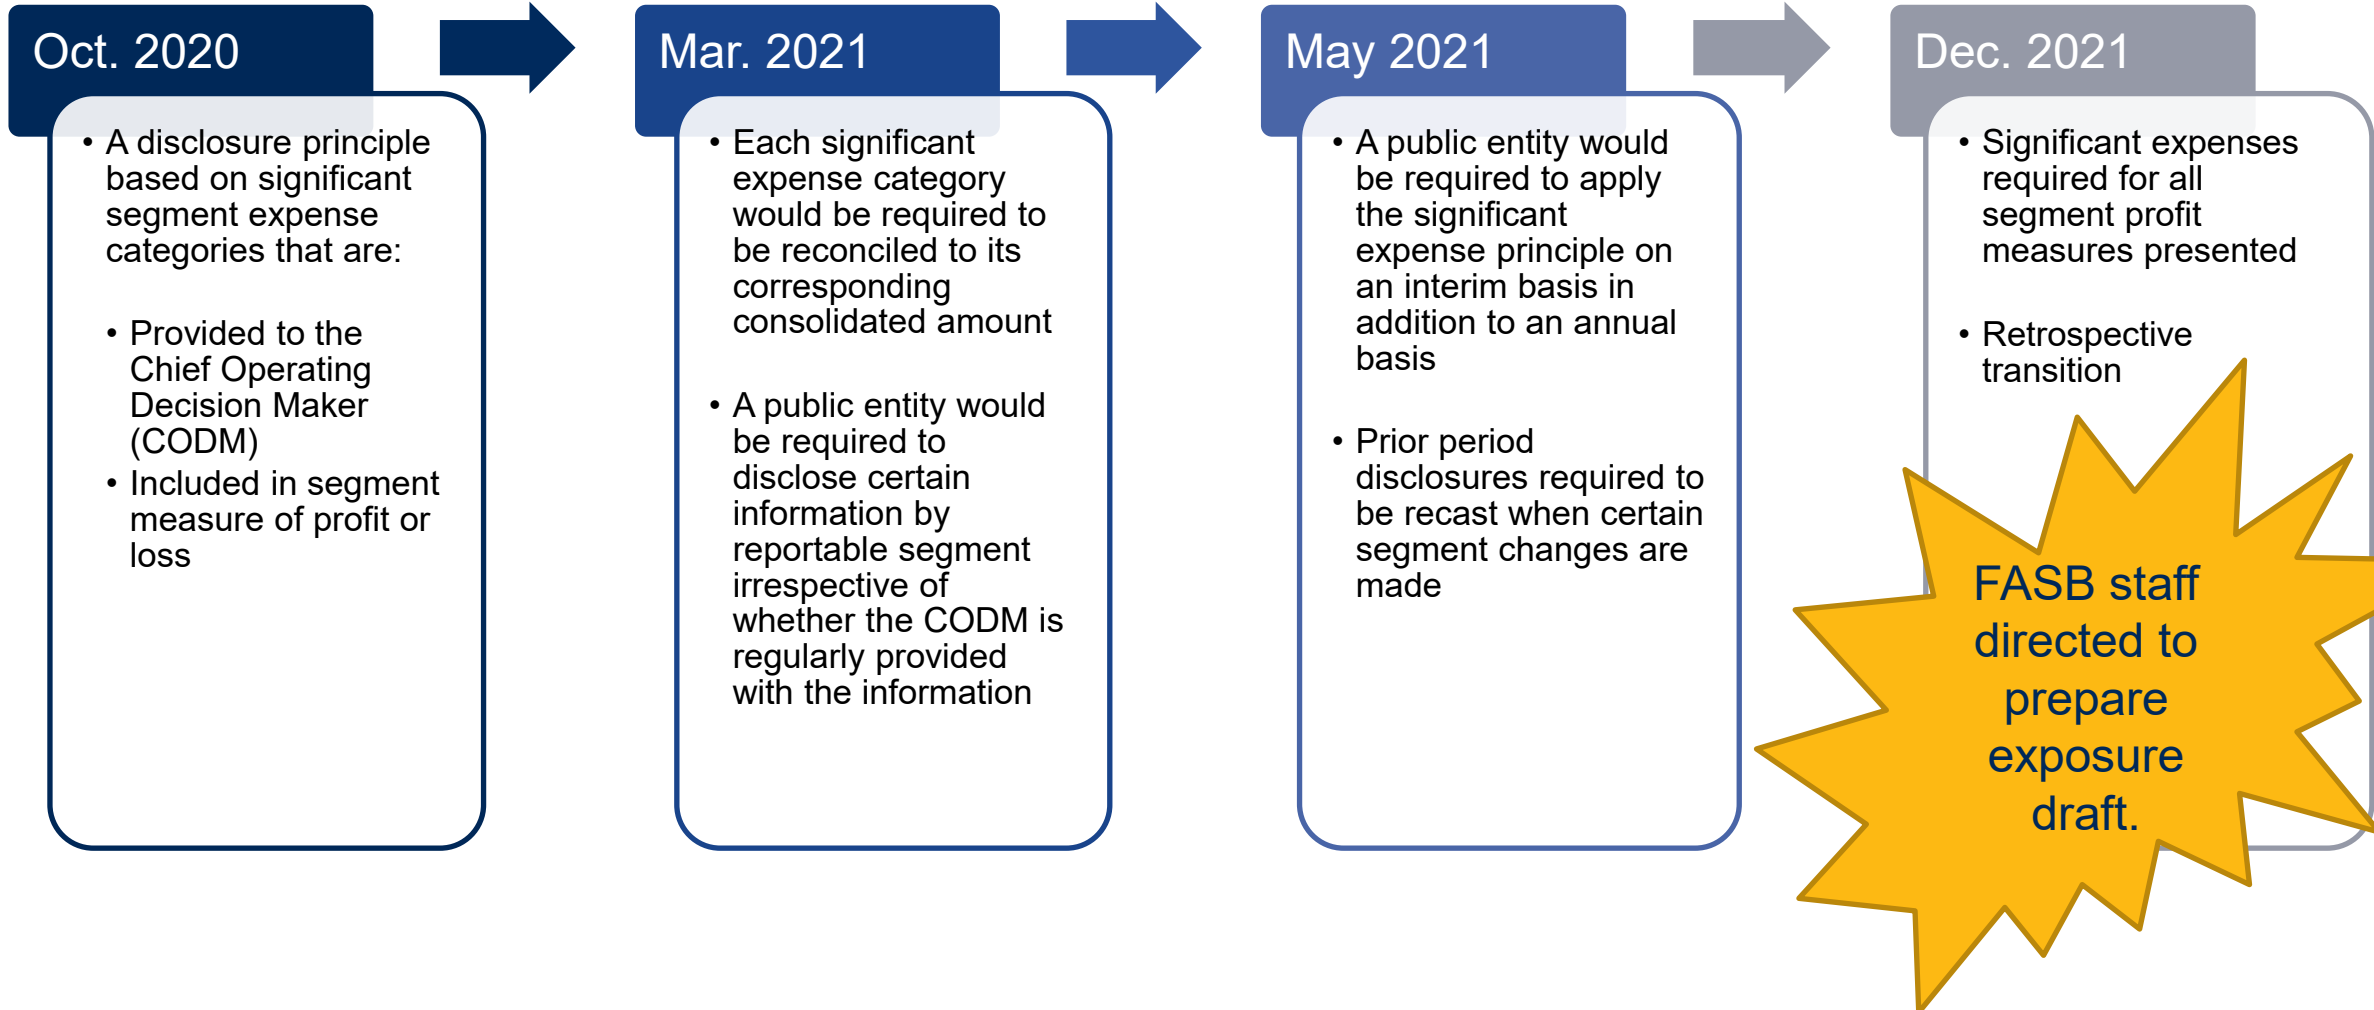 Oct. 2020
• A disclosure principle
based on significant
segment expense
categories that are:
• Provided to the
Chief Operating
Decision Maker
(CODM)
• Included in segment
measure of profit or
loss
Mar. 2021
• Each significant
expense category
would be required to
be reconciled to its
corresponding
consolidated amount
• A public entity would
be required to
disclose certain
information by
reportable segment
irrespective of
whether the CODM is
regularly provided
with the information
May 2021
• A public entity would
be required to apply
the significant
expense principle on
an interim basis in
addition to an annual
basis
• Prior period
disclosures required to
be recast when certain
segment changes are
made
Dec. 2021
• Significant expenses
required for all
segment profit
measures presented
• Retrospective
transition
FASB staff
directed to
prepare
exposure
draft.